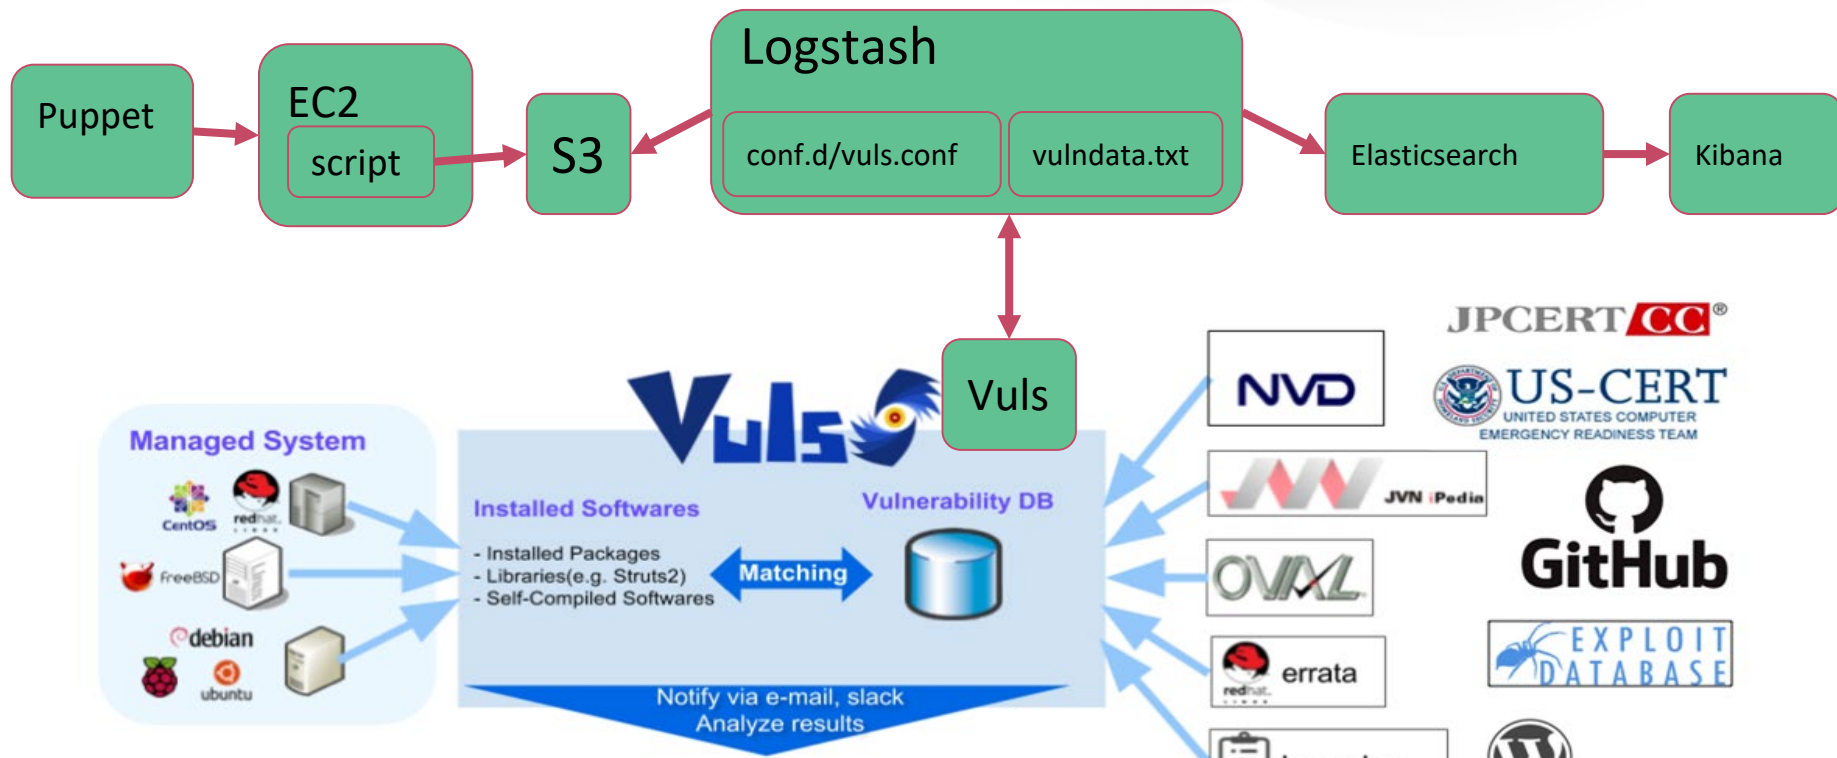 Puppet
EC2
script
S3
Logstash
conf.d/vuls.conf
vulndata.txt
Elasticsearch
Kibana
Vuls
Vuls
Managed System
CentOS
redhat.
LINUX
FreeBSD
debian
ubuntu
Installed Softwares
- Installed Packages
- Libraries(e.g. Struts2)
- Self-Compiled Softwares
Matching
Vulnerability DB
Notify via e-mail, slack
Analyze results
NVD
JVN iPedia
OVAL
redhat.
LINUX
errata
JPCERT CC®
US-CERT
UNITED STATES COMPUTER
EMERGENCY READINESS TEAM
GitHub
EXPLOIT
DATABASE